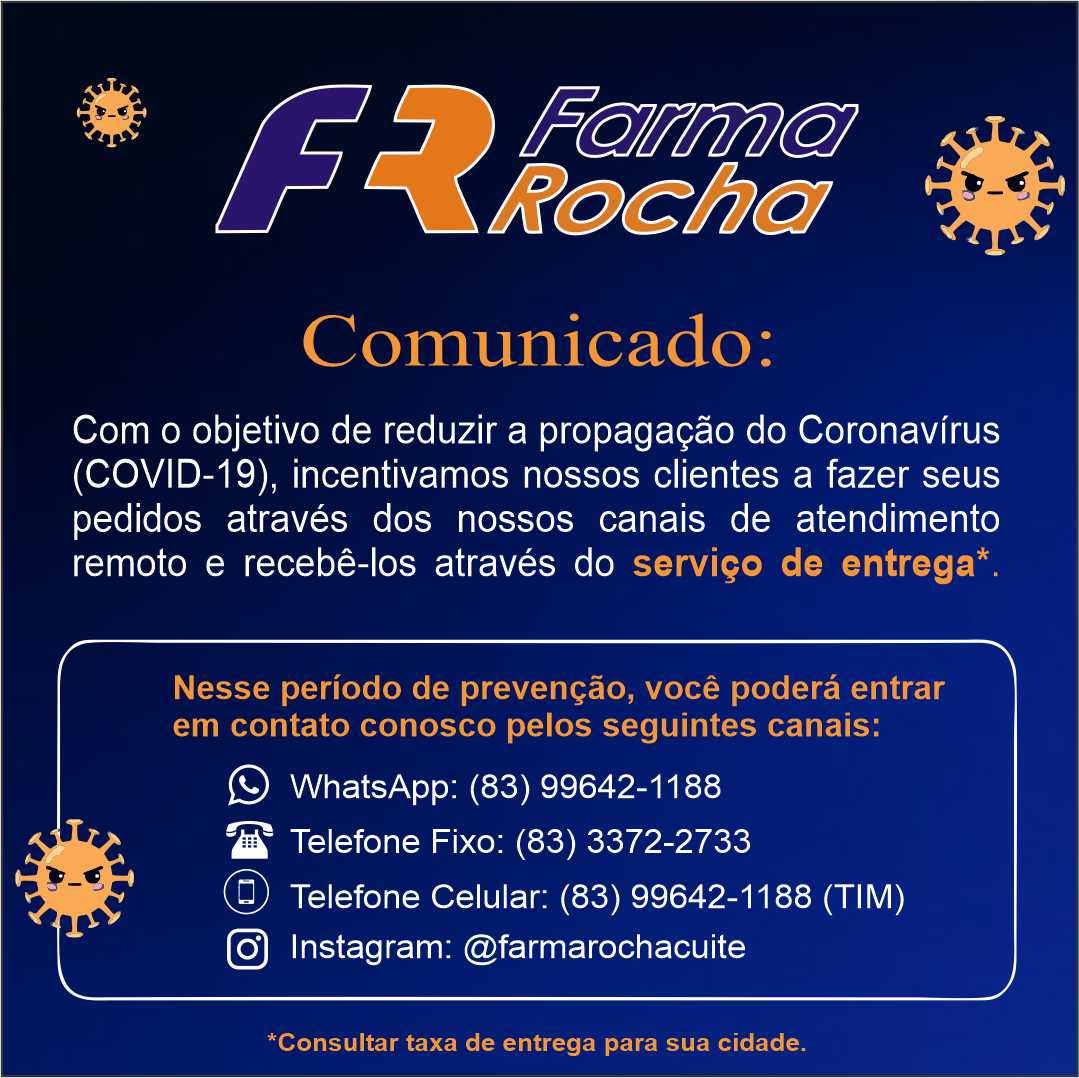 FR Farma
Rocha
Comunicado:
Com o objetivo de reduzir a propagação do Coronavírus
(COVID-19), incentivamos nossos clientes a fazer seus
pedidos através dos nossos canais de atendimento
remoto e recebê-los através do serviço de entrega*.
Nesse período de prevenção, você poderá entrar
em contato conosco pelos seguintes canais:
WhatsApp: (83) 99642-1188
Telefone Fixo: (83) 3372-2733
Telefone Celular: (83) 99642-1188 (TIM)
Instagram: @farmarochacuite
*Consultar taxa de entrega para sua cidade.